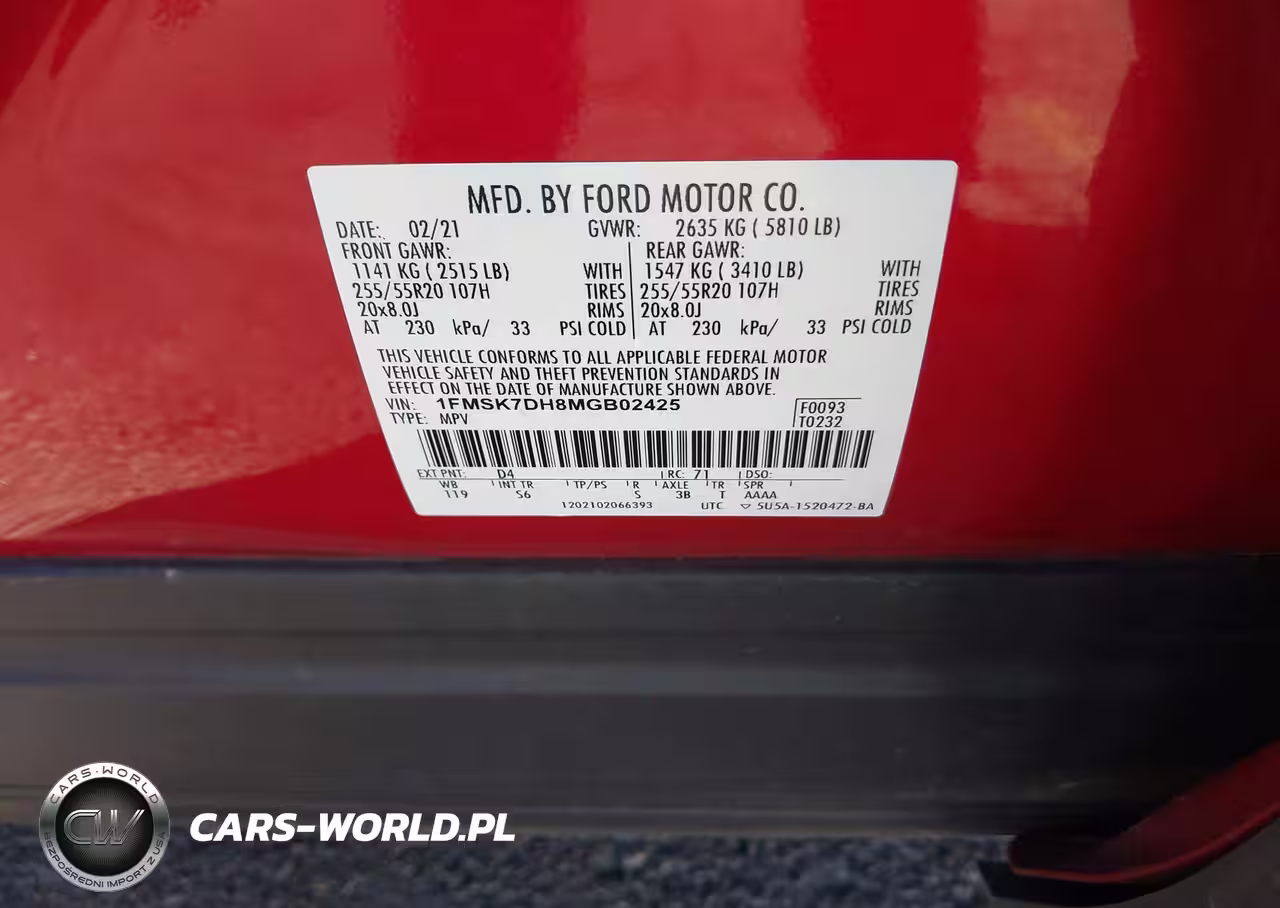 MFD. BY FORD MOTOR CO.
DATE: 02/21 GVWR: 2635 KG ( 5810 LB)
FRONT GAWR: REAR GAWR:
1141 KG ( 2515 LB) WITH 1547 KG ( 3410 LB) WITH
255/55R20 107H TIRES 255/55R20 107H TIRES
20x8.0J RIMS 20x8.0J RIMS
AT 230 kPa/ 33 PSI COLD AT 230 kPa/ 33 PSI COLD
THIS VEHICLE CONFORMS TO ALL APPLICABLE FEDERAL MOTOR
VEHICLE SAFETY AND THEFT PREVENTION STANDARDS IN
EFFECT ON THE DATE OF MANUFACTURE SHOWN ABOVE.
VIN: 1FMSK7DH8MGB02425 F0093
TYPE: MPV T0232
EXT PNT: D4 RC: 71 DSO:
WB INT TR TP/PS R AXLE TR SPR
119 S6 S 3B T AAAA
1202102066393 UTC ▽ 5U5A-1520472-BA
CARS-WORLD
CW
BEZPOŚREDNI IMPORT Z USA
CARS-WORLD.PL